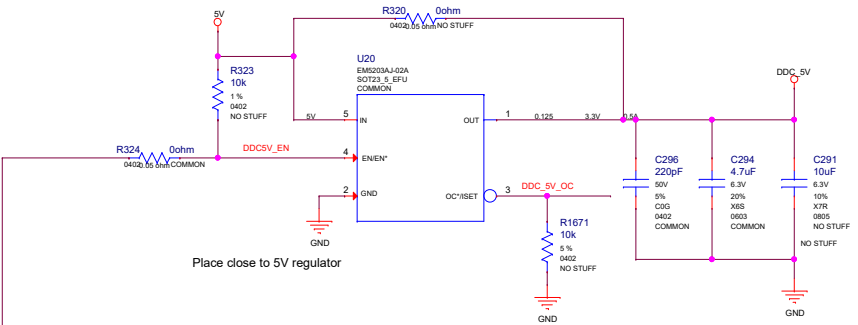 5V
R320 0ohm
0402 0.05 ohm NO STUFF
U20
EM5203AJ-02A
SOT23_5_EFU
COMMON
R323
10k
1 %
0402
NO STUFF
DDC_5V
5V 5 IN
OUT 1 0.125 3.3V 0.5A
R324 0ohm
0402 0.05 ohm COMMON
DDC5V_EN
4 EN/EN*
2 GND
OC*/ISET 3 DDC_5V_OC
GND
C296
220pF
50V
5%
C0G
0402
COMMON
C294
4.7uF
6.3V
20%
X6S
0603
COMMON
C291
10uF
6.3V
10%
X7R
0805
NO STUFF
NO STUFF
R1671
10k
5 %
0402
NO STUFF
Place close to 5V regulator
GND
GND